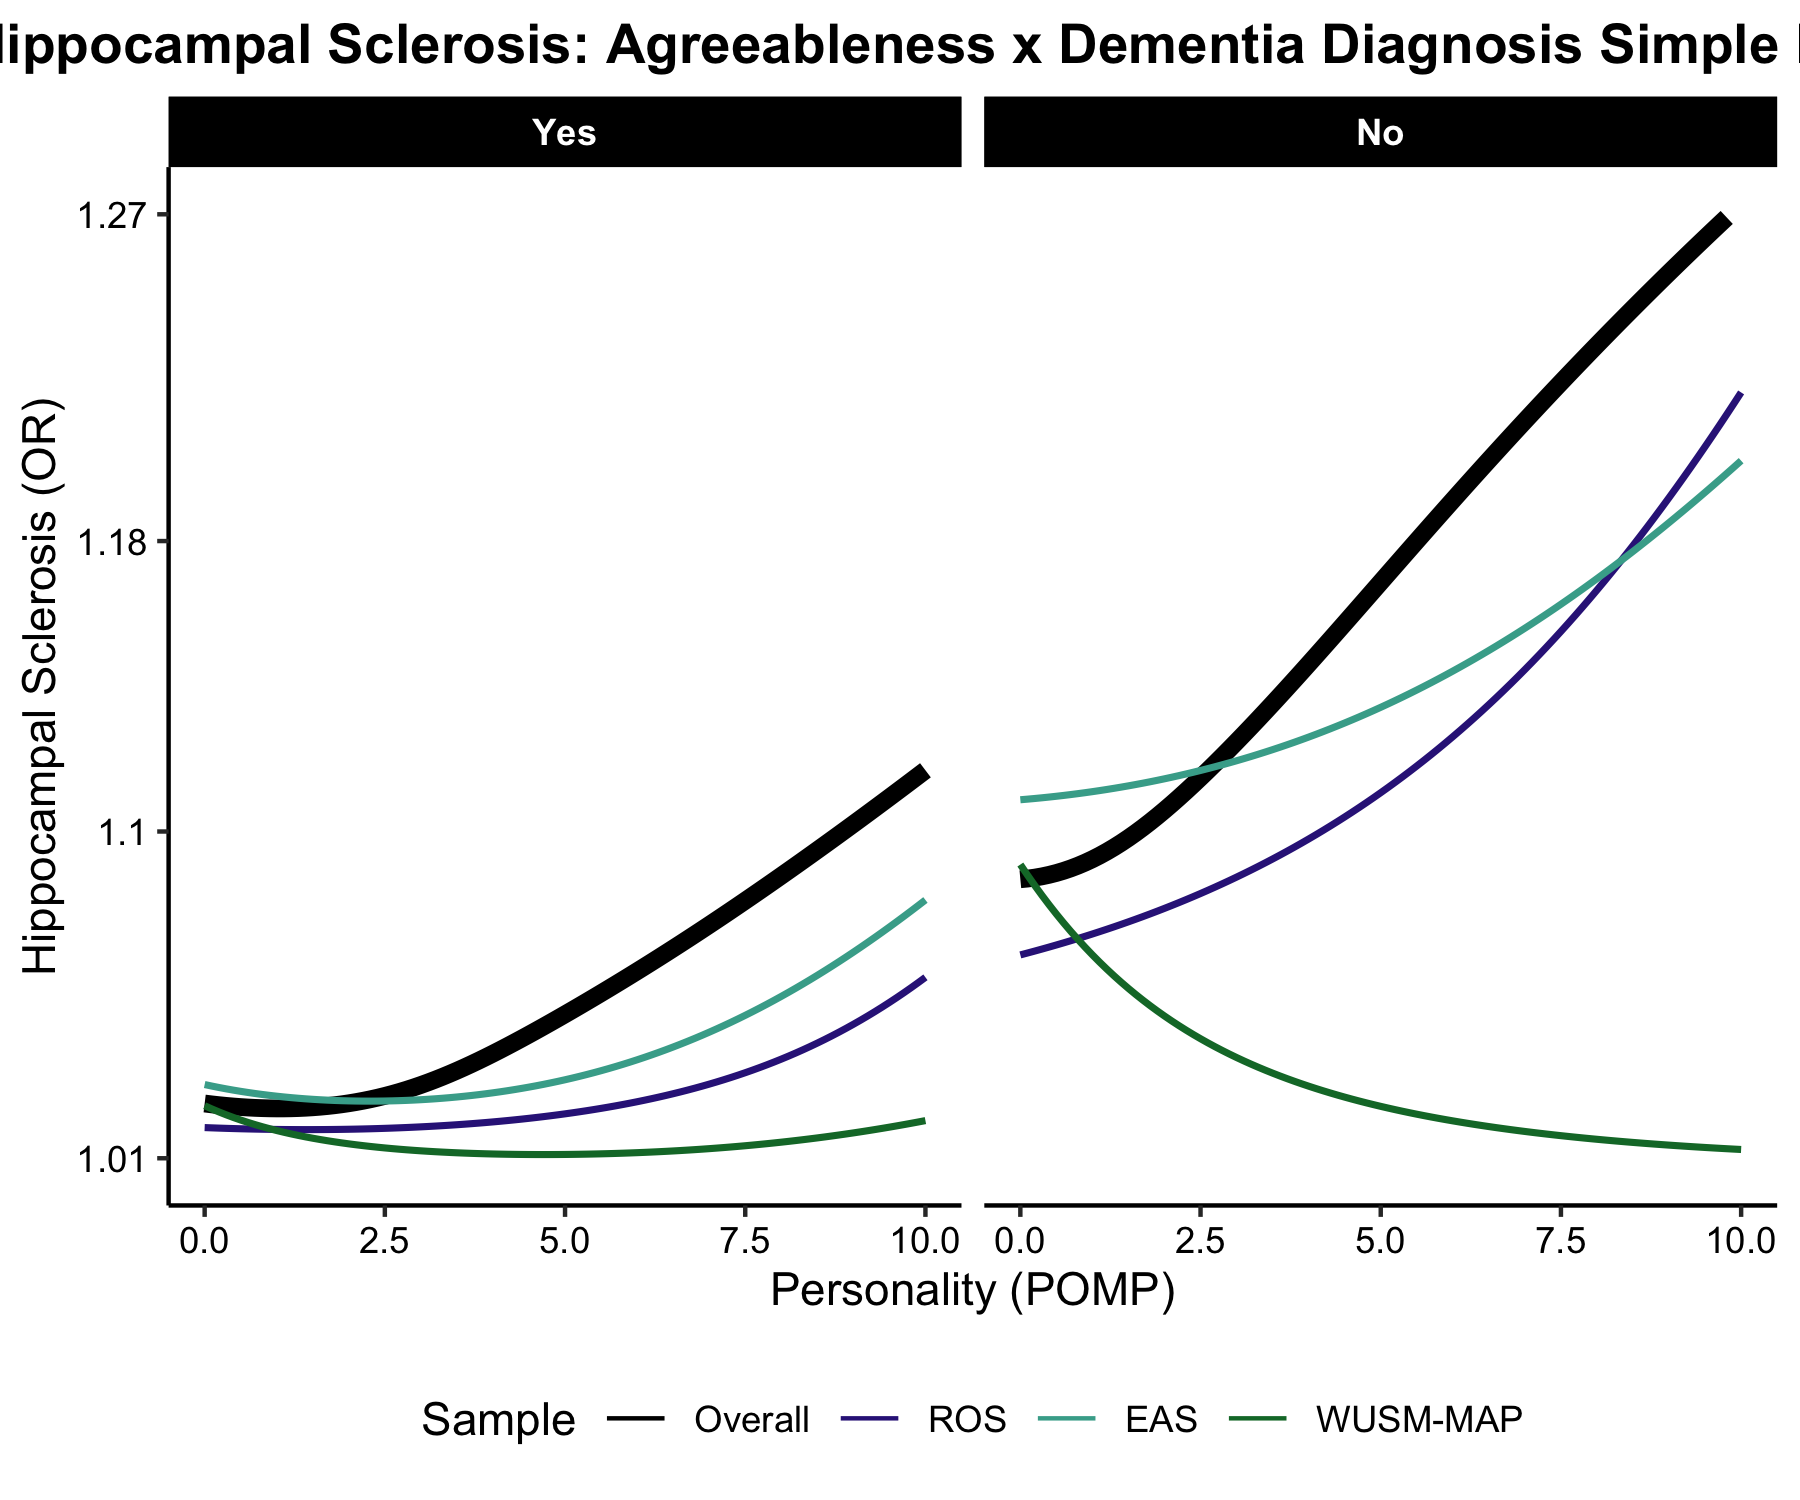 ippocampal Sclerosis: Agreeableness x Dementia Diagnosis Simple
Yes No
1.27
1.18
1.1
1.01
Hippocampal Sclerosis (OR)
0.0 2.5 5.0 7.5 10.0 0.0 2.5 5.0 7.5 10.0
Personality (POMP)
Sample Overall ROS EAS WUSM-MAP